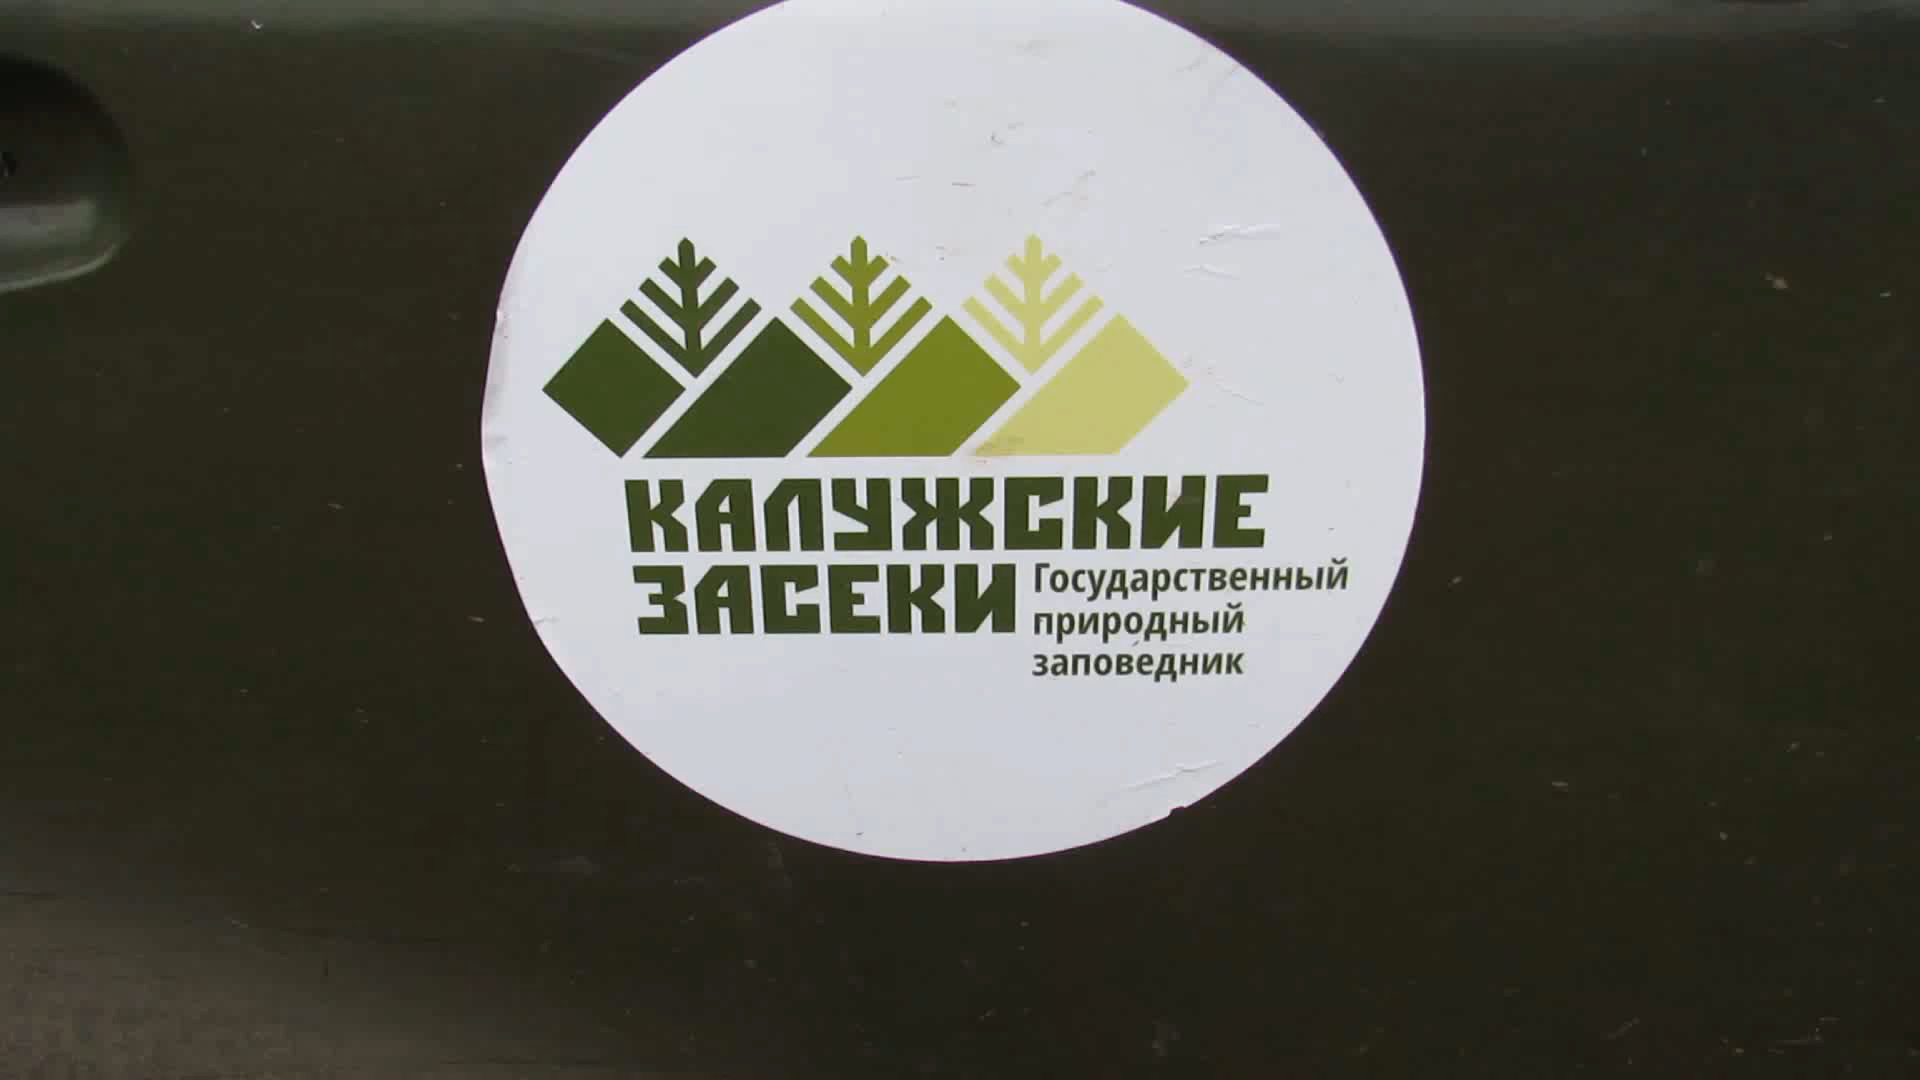 КАЛУЖСКИЕ
ЗАСЕКИ
Государственный
природный
заповедник